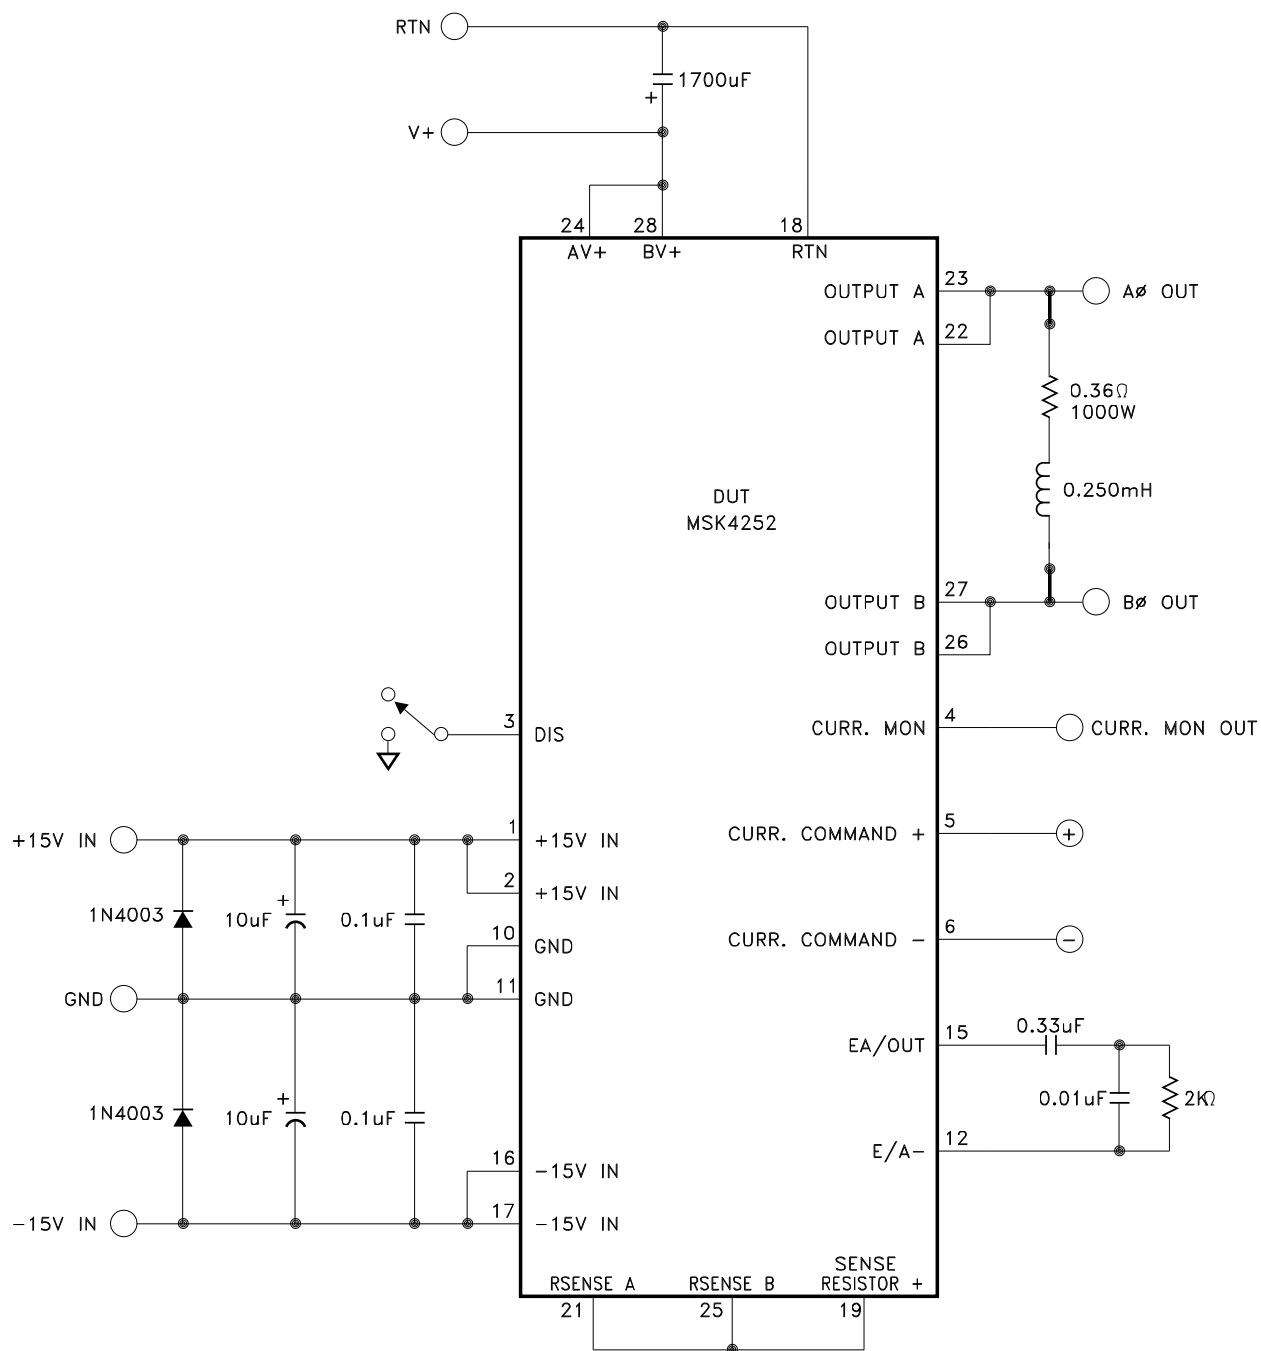 RTN
1700uF
+
V+
24
28
18
AV+
BV+
RTN
OUTPUT A
23
AØ OUT
OUTPUT A
22
0.36Ω
1000W
DUT
MSK4252
0.250mH
OUTPUT B
27
BØ OUT
OUTPUT B
26
3
DIS
CURR. MON
4
CURR. MON OUT
+15V IN
1
+15V IN
CURR. COMMAND +
5
+
2
+15V IN
1N4003
+
10uF
0.1uF
10
GND
CURR. COMMAND -
6
-
GND
11
GND
EA/OUT
15
0.33uF
1N4003
+
10uF
0.1uF
0.01uF
2KΩ
E/A-
12
16
-15V IN
-15V IN
17
-15V IN
RSENSE A
RSENSE B
SENSE
RESISTOR +
21
25
19